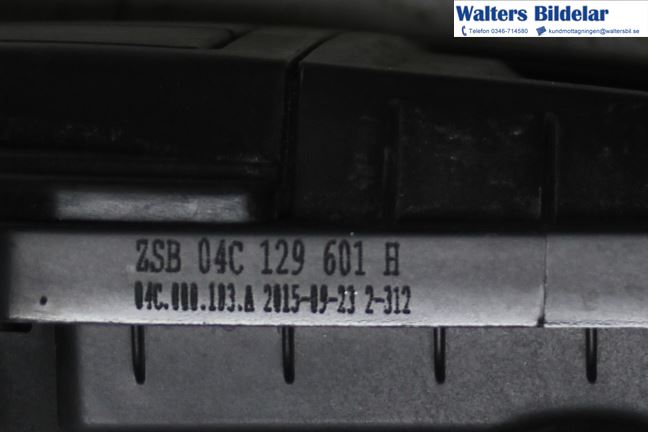 Walters Bildelar
Telefon 0346-714580 kundmottagningen@waltersbil.se
ZSB 04C 129 601 H
04C.000.103.A 2015-09-23 2-312